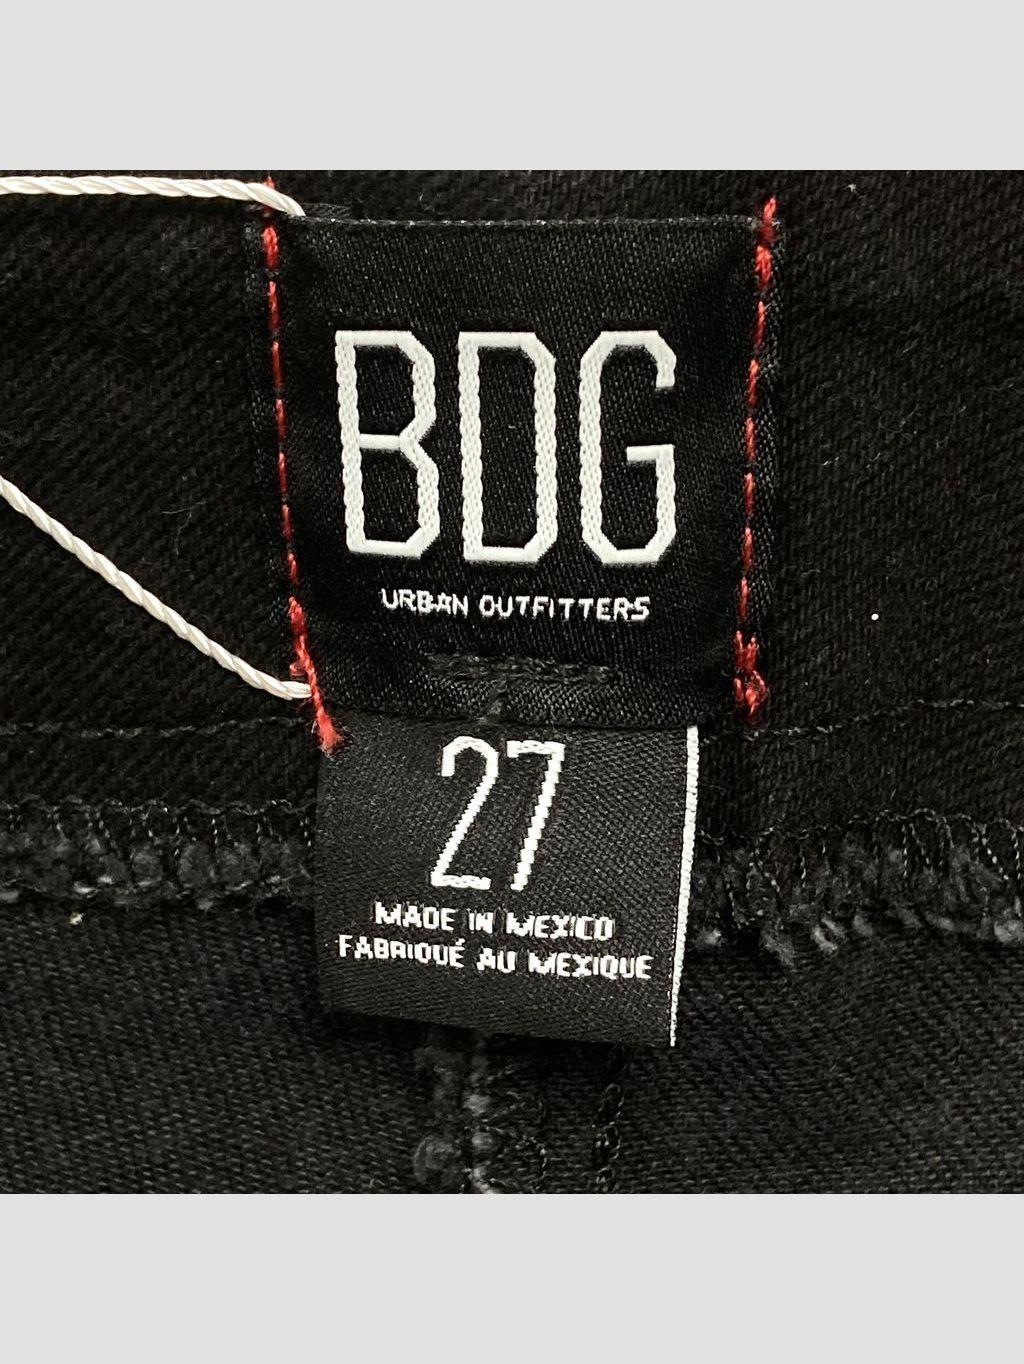 BDG
URBAN OUTFITTERS
27
MADE IN MEXICO
FABRIQUÉ AU MEXIQUE